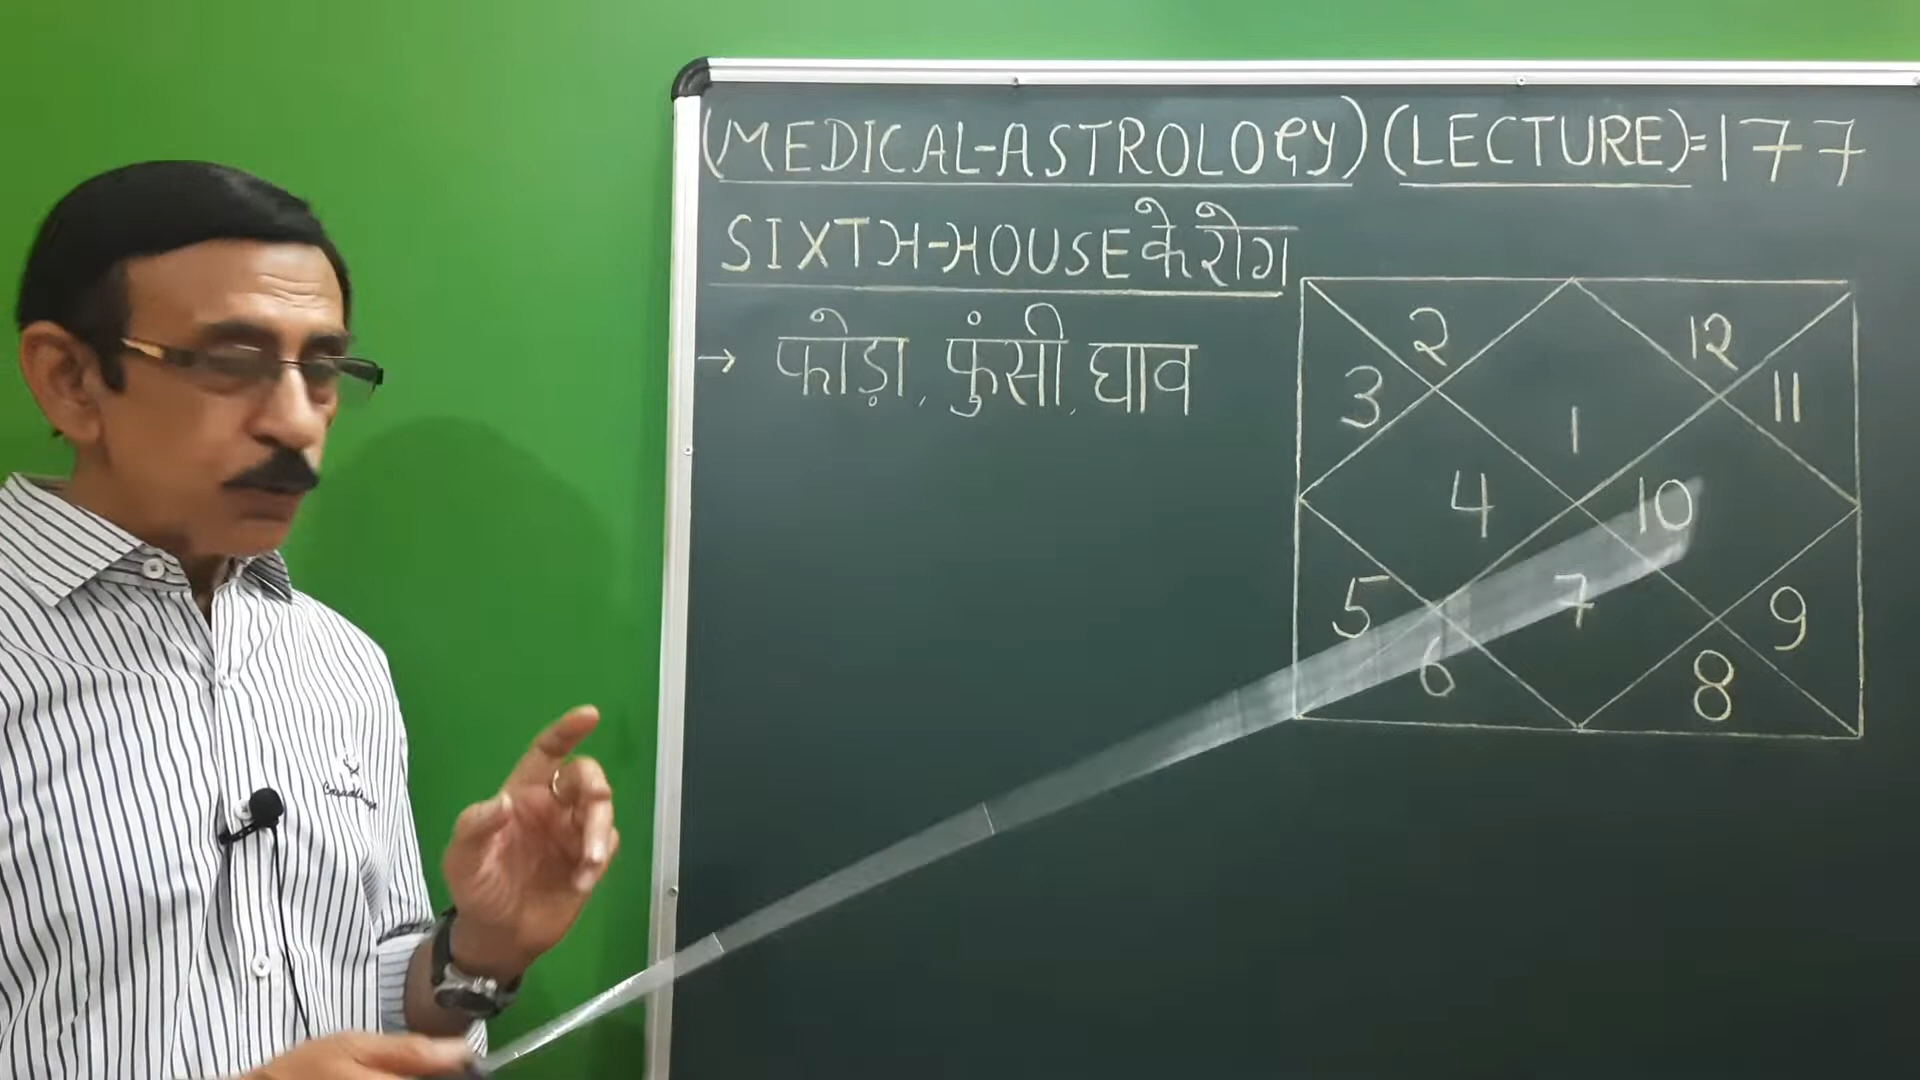 (MEDICAL-ASTROLOGY) (LECTURE)=177
SIXTH-HOUSE के रोग
→ फोड़ा, फुंसी, घाव
2 12
3 11
1
4 10
5 7 9
6 8